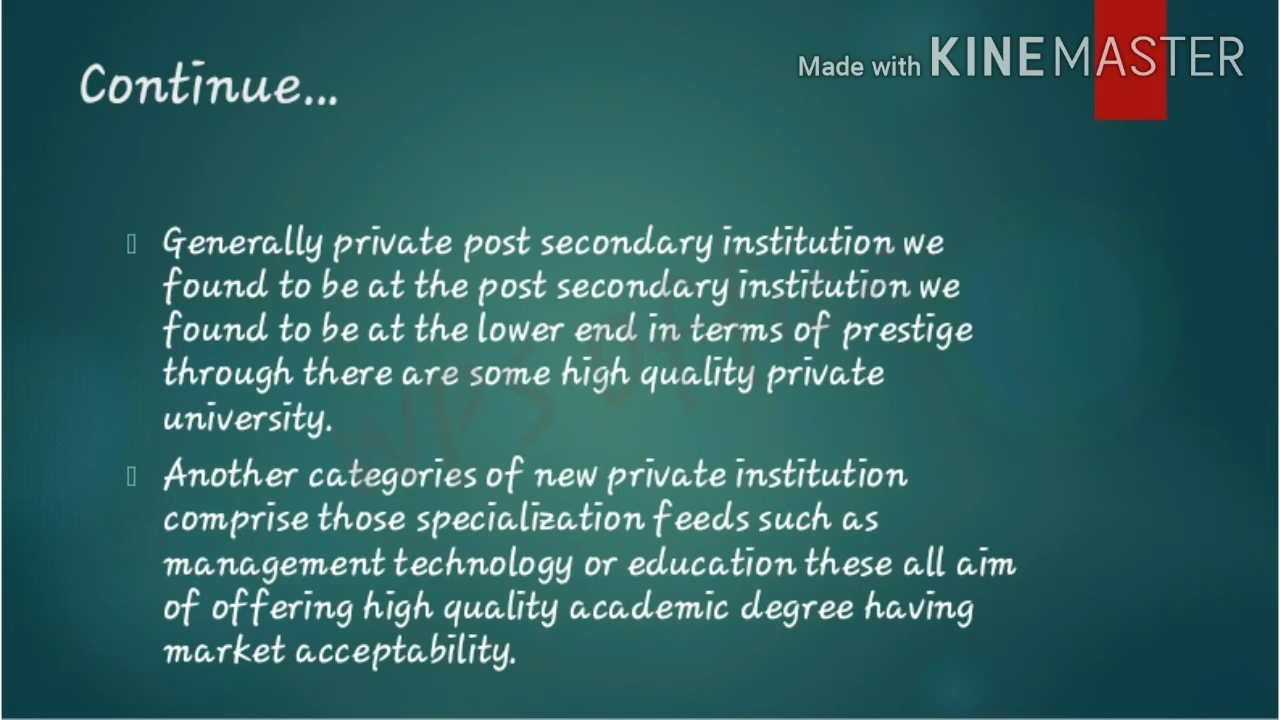 Continue...
Made with KINEMASTER
Generally private post secondary institution we
found to be at the post secondary institution we
found to be at the lower end in terms of prestige
through there are some high quality private
university.
Another categories of new private institution
comprise those specialization feeds such as
management technology or education these all aim
of offering high quality academic degree having
market acceptability.